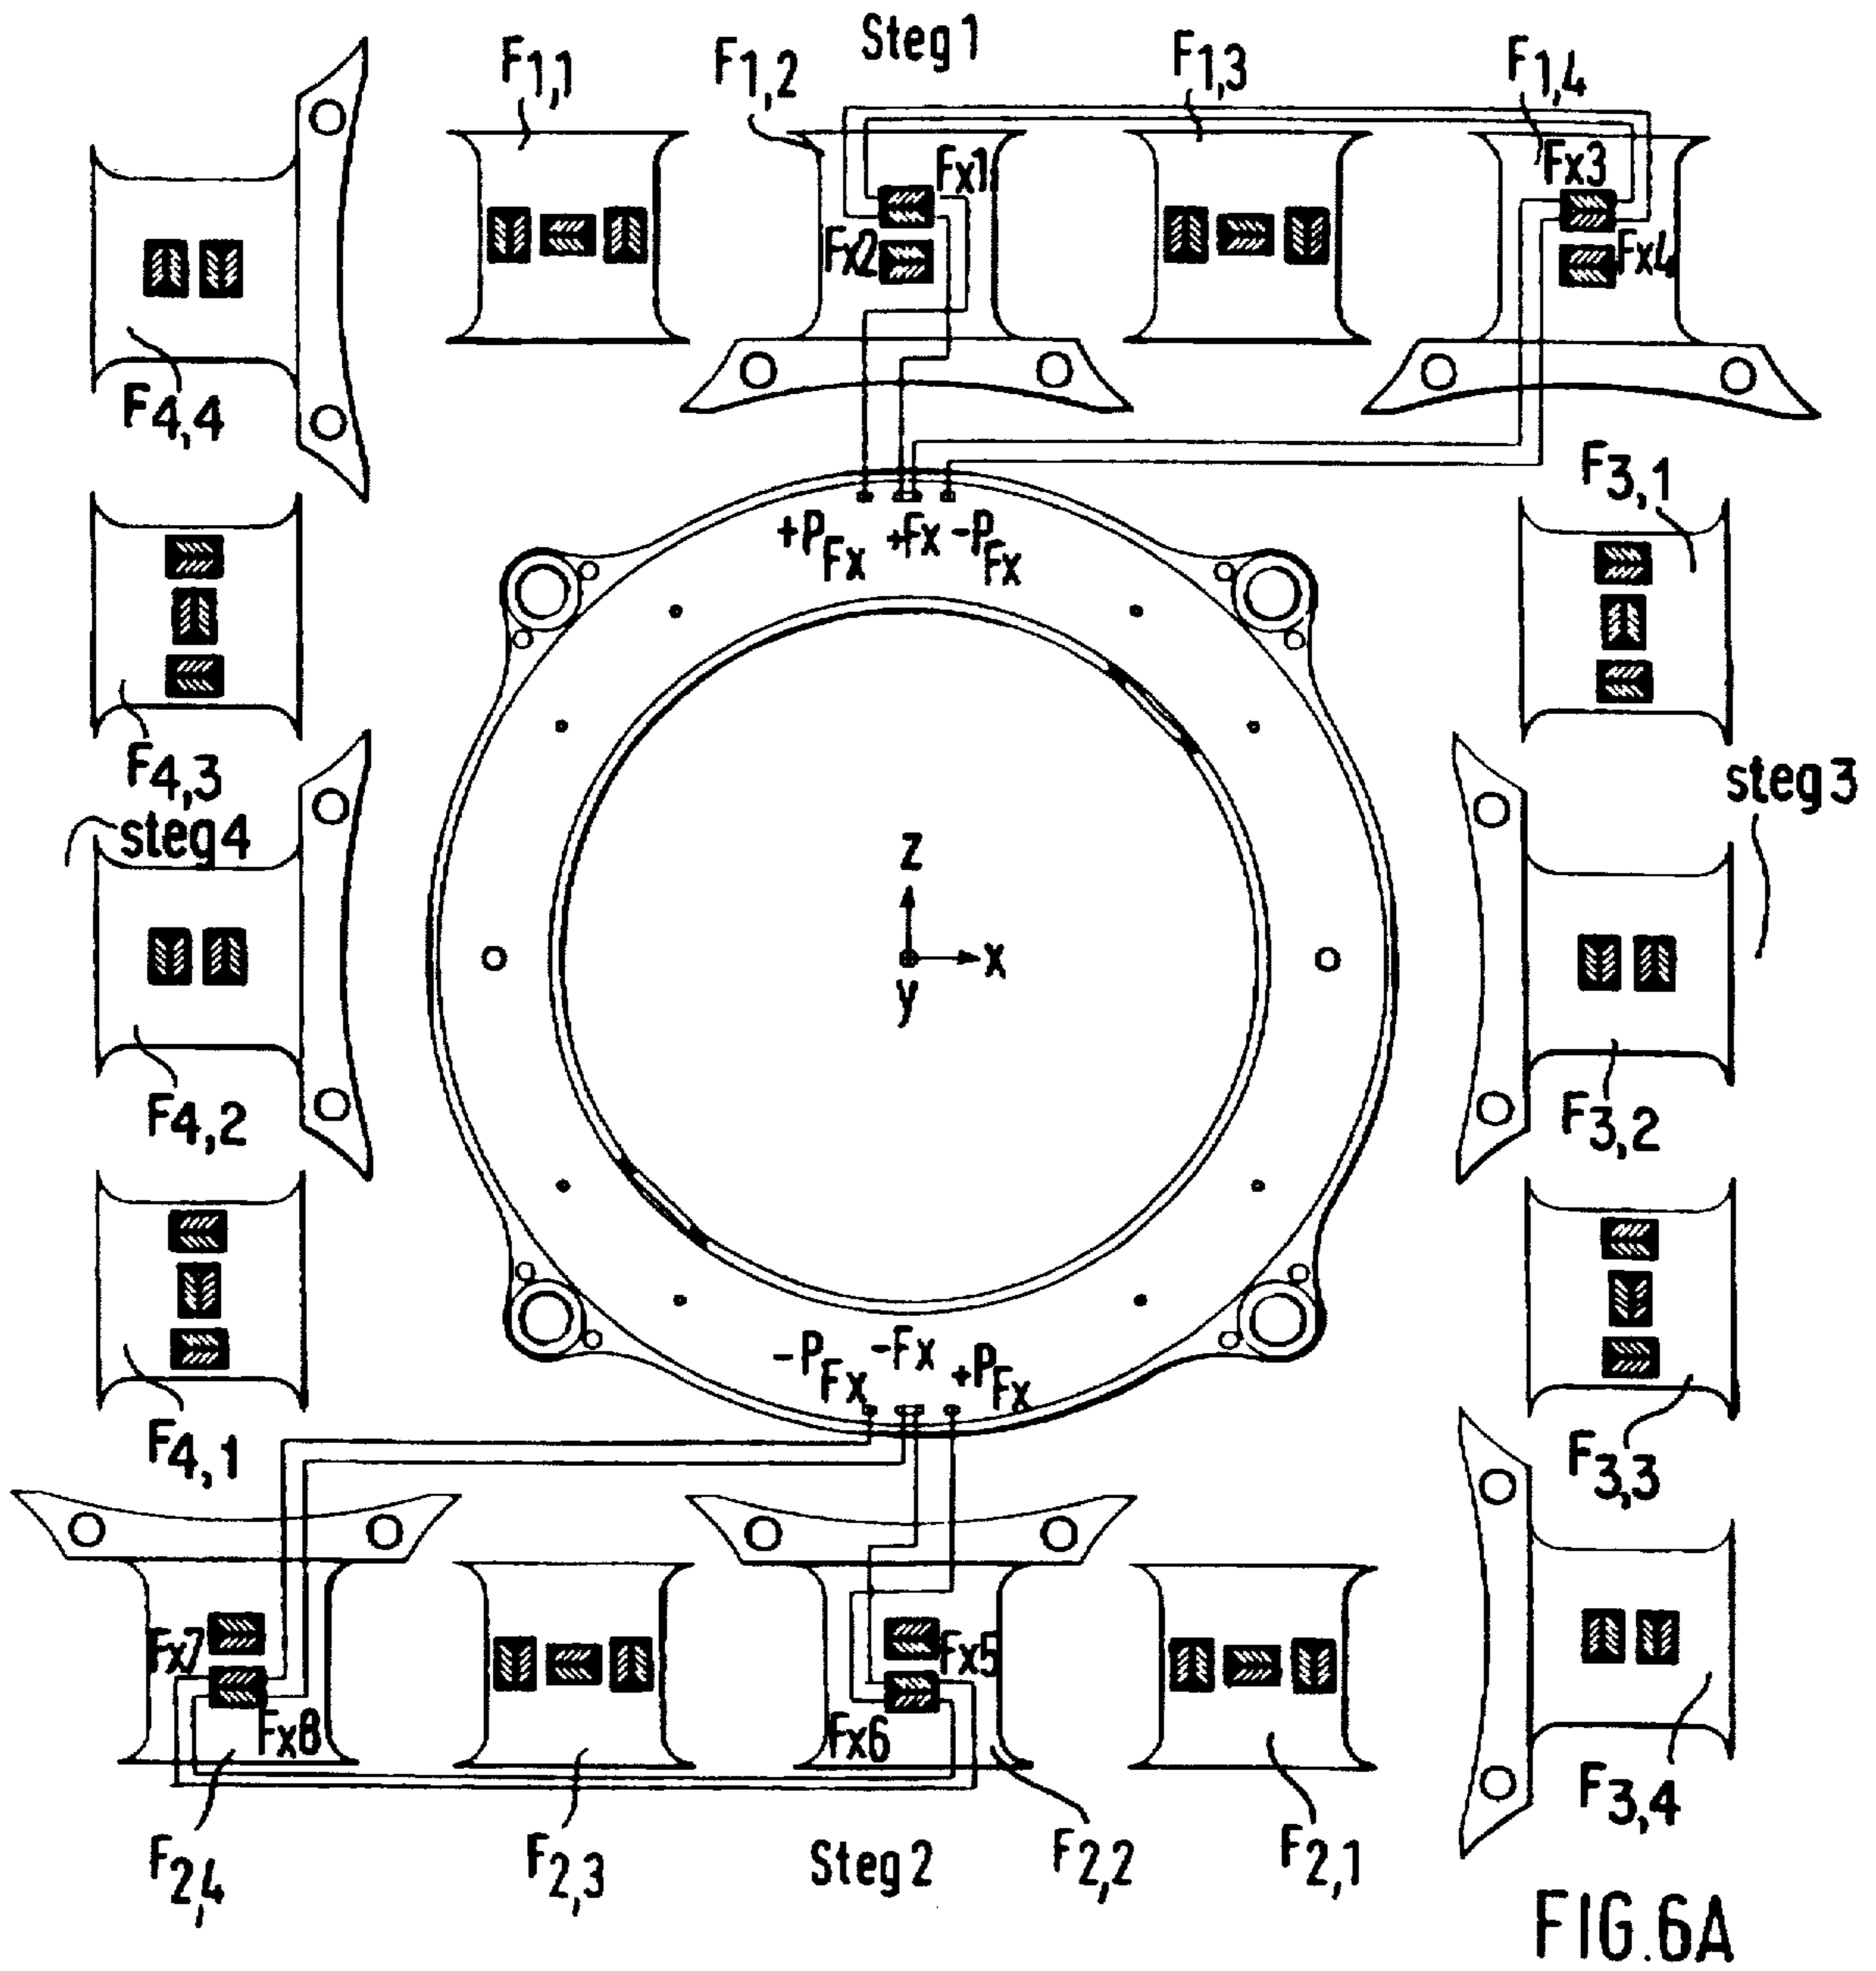 Steg 1
F1,1
F1,2
F1,3
F1,4
Fx1
Fx3
Fx2
Fx4
F4,4
F3,1
+PFx +Fx -PFx
F4,3
steg 3
steg 4
z
x
y
F4,2
F3,2
-PFx -Fx +PFx
F4,1
F3,3
Fx7
Fx5
Fx8
Fx6
F2,4
F2,3
Steg 2
F2,2
F2,1
F3,4
FIG.6A